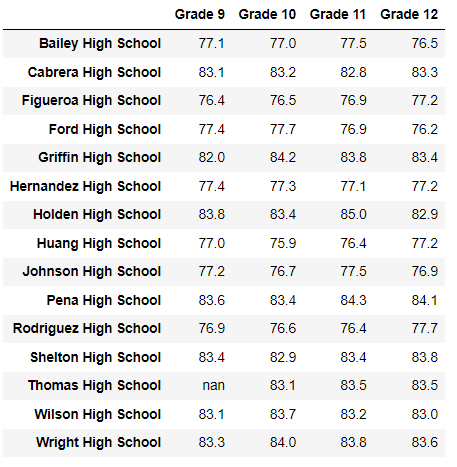 Grade 9 Grade 10 Grade 11 Grade 12
Bailey High School 77.1 77.0 77.5 76.5
Cabrera High School 83.1 83.2 82.8 83.3
Figueroa High School 76.4 76.5 76.9 77.2
Ford High School 77.4 77.7 76.9 76.2
Griffin High School 82.0 84.2 83.8 83.4
Hernandez High School 77.4 77.3 77.1 77.2
Holden High School 83.8 83.4 85.0 82.9
Huang High School 77.0 75.9 76.4 77.2
Johnson High School 77.2 76.7 77.5 76.9
Pena High School 83.6 83.4 84.3 84.1
Rodriguez High School 76.9 76.6 76.4 77.7
Shelton High School 83.4 82.9 83.4 83.8
Thomas High School nan 83.1 83.5 83.5
Wilson High School 83.1 83.7 83.2 83.0
Wright High School 83.3 84.0 83.8 83.6